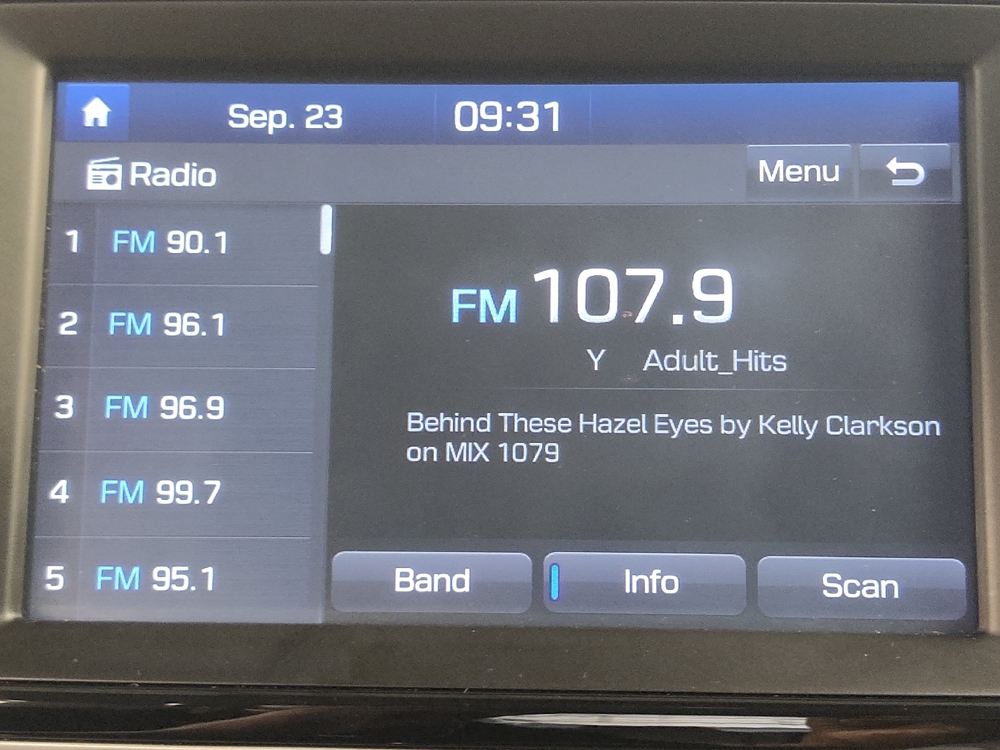 Sep. 23 09:31
Radio Menu
1 FM 90.1
2 FM 96.1
3 FM 96.9
4 FM 99.7
5 FM 95.1
FM 107.9
Y Adult_Hits
Behind These Hazel Eyes by Kelly Clarkson
on MIX 1079
Band Info Scan